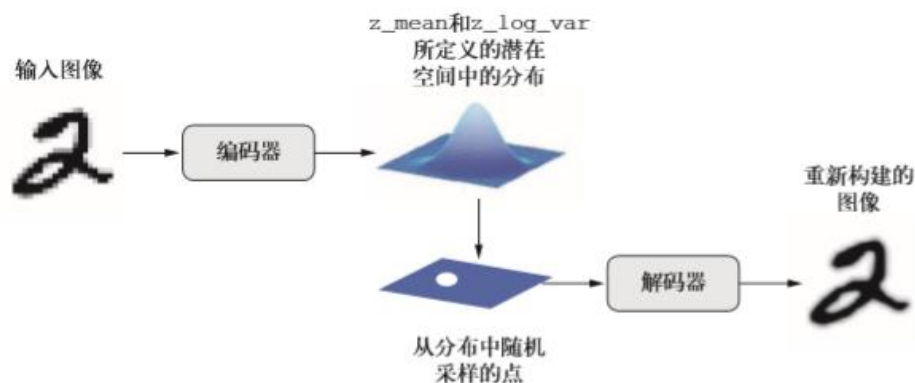 z_mean和z_log_var
所定义的潜在
空间中的分布
输入图像
编码器
重新构建的
图像
解码器
从分布中随机
采样的点